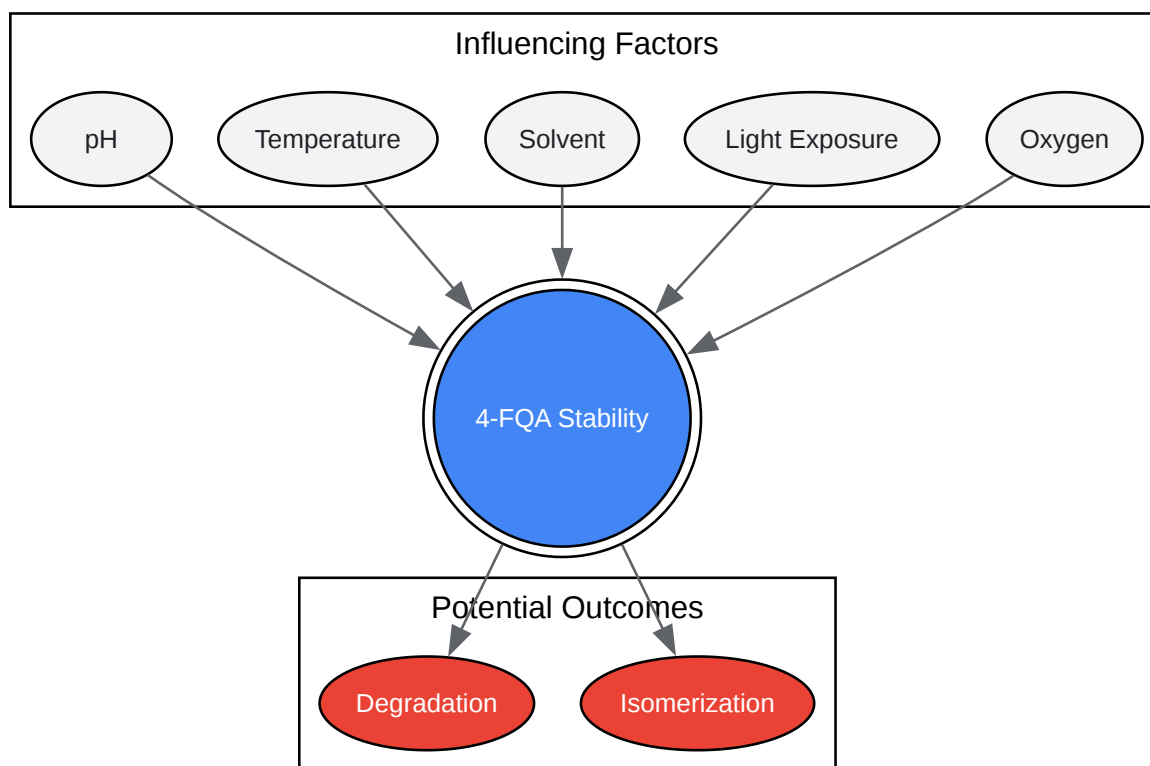 Influencing Factors
pH
Temperature
Solvent
Light Exposure
Oxygen
4-FQA Stability
Potential Outcomes
Degradation
Isomerization